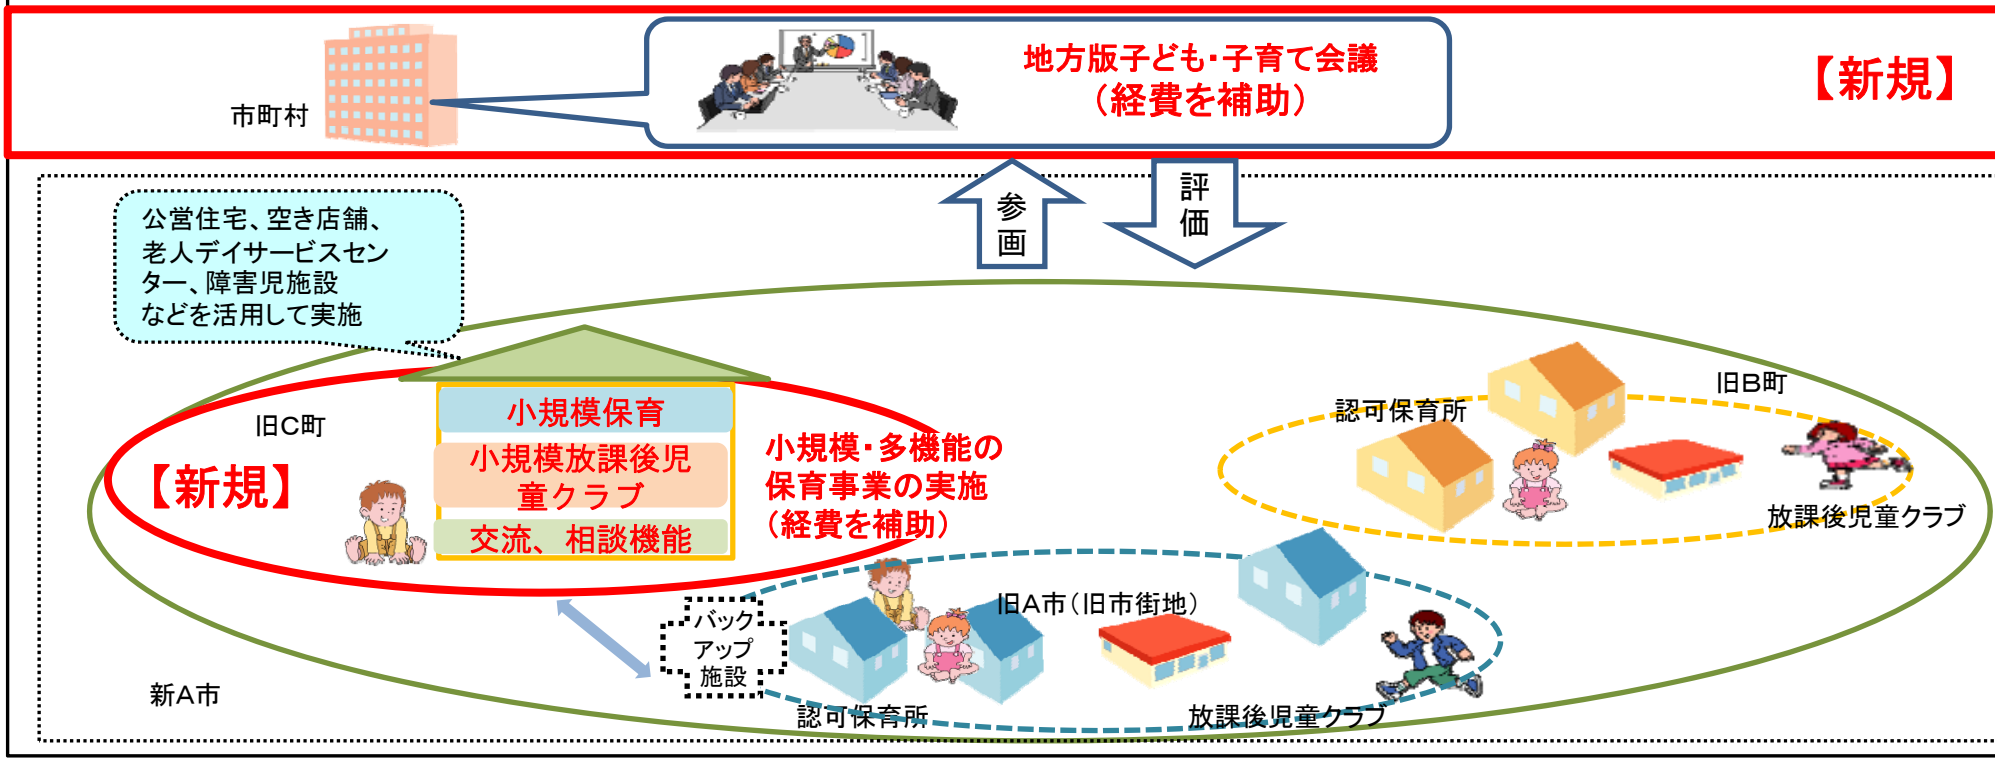 市町村
地方版子ども・子育て会議
(経費を補助)
【新規】
参画
評価
公営住宅、空き店舗、
老人デイサービスセン
ター、障害児施設
などを活用して実施
旧C町
【新規】
小規模保育
小規模放課後児
童クラブ
交流、相談機能
小規模・多機能の
保育事業の実施
(経費を補助)
旧B町
認可保育所
放課後児童クラブ
旧A市(旧市街地)
バック
アップ
施設
認可保育所
放課後児童クラブ
新A市